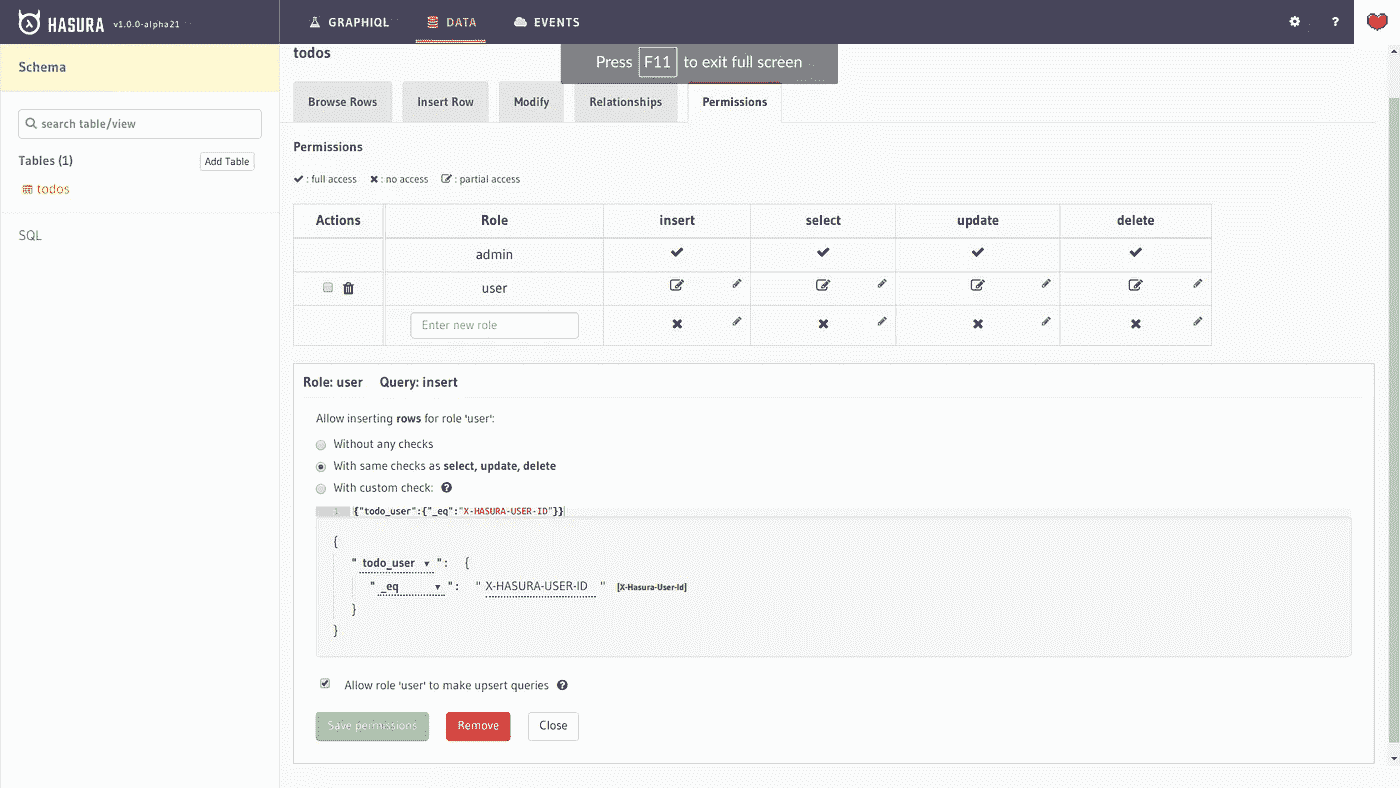 HASURA v1.0.0-alpha21 GRAPHIQL DATA EVENTS ?
Schema
todos
Press F11 to exit full screen
search table/view
Browse Rows Insert Row Modify Relationships Permissions
Tables (1) Add Table
Permissions
todos
: full access : no access : partial access
SQL
Actions Role insert select update delete
admin
user
Enter new role
Role: user Query: insert
Allow inserting rows for role 'user':
Without any checks
With same checks as select, update, delete
With custom check: ?
1 {"todo_user":{"_eq":"X-HASURA-USER-ID"}}
{
" todo_user ▼ ": {
" _eq ▼ ": " X-HASURA-USER-ID " [X-Hasura-User-Id]
}
}
Allow role 'user' to make upsert queries ?
Save permissions Remove Close